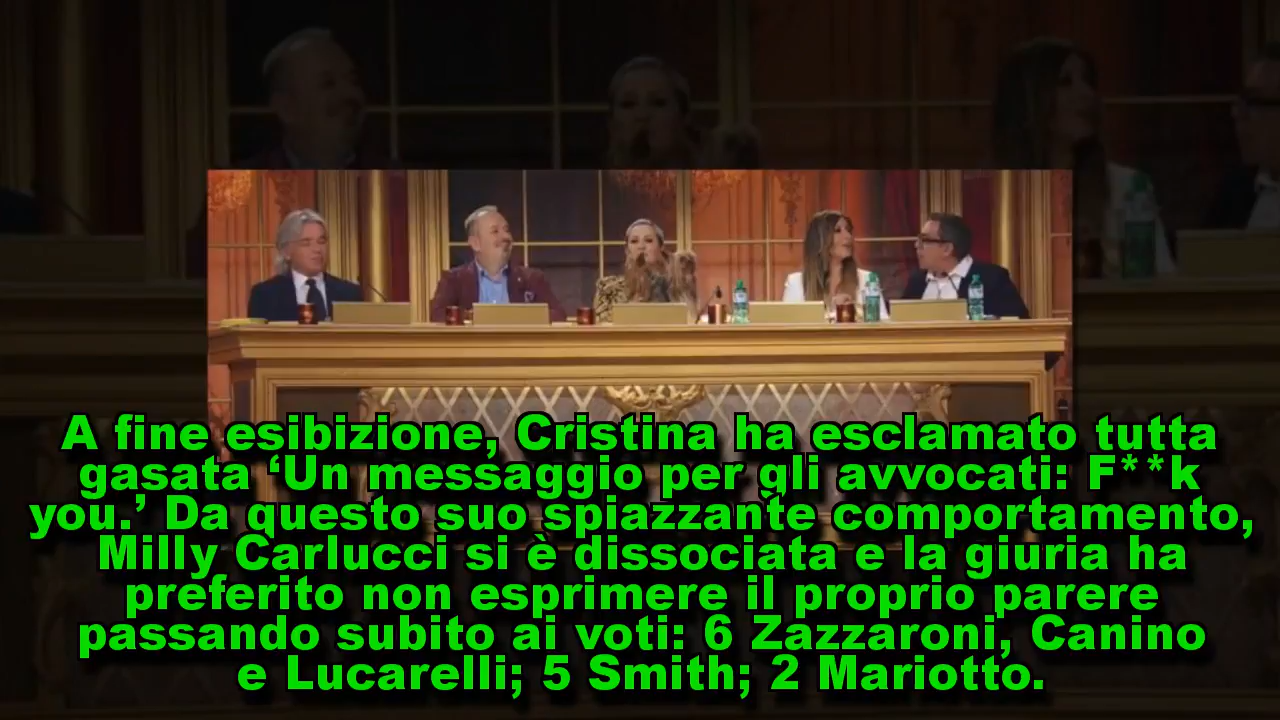 A fine esibizione, Cristina ha esclamato tutta
gasata ‘Un messaggio per gli avvocati: F**k
you.’ Da questo suo spiazzante comportamento,
Milly Carlucci si è dissociata e la giuria ha
preferito non esprimere il proprio parere
passando subito ai voti: 6 Zazzaroni, Canino
e Lucarelli; 5 Smith; 2 Mariotto.